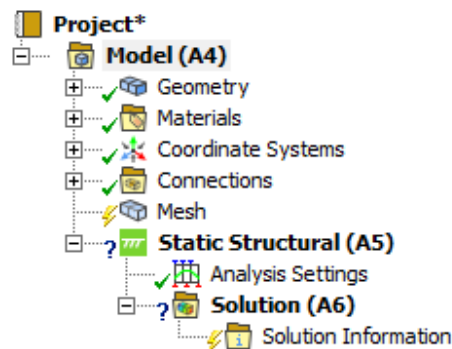 Project*
Model (A4)
Geometry
Materials
Coordinate Systems
Connections
Mesh
Static Structural (A5)
Analysis Settings
Solution (A6)
Solution Information